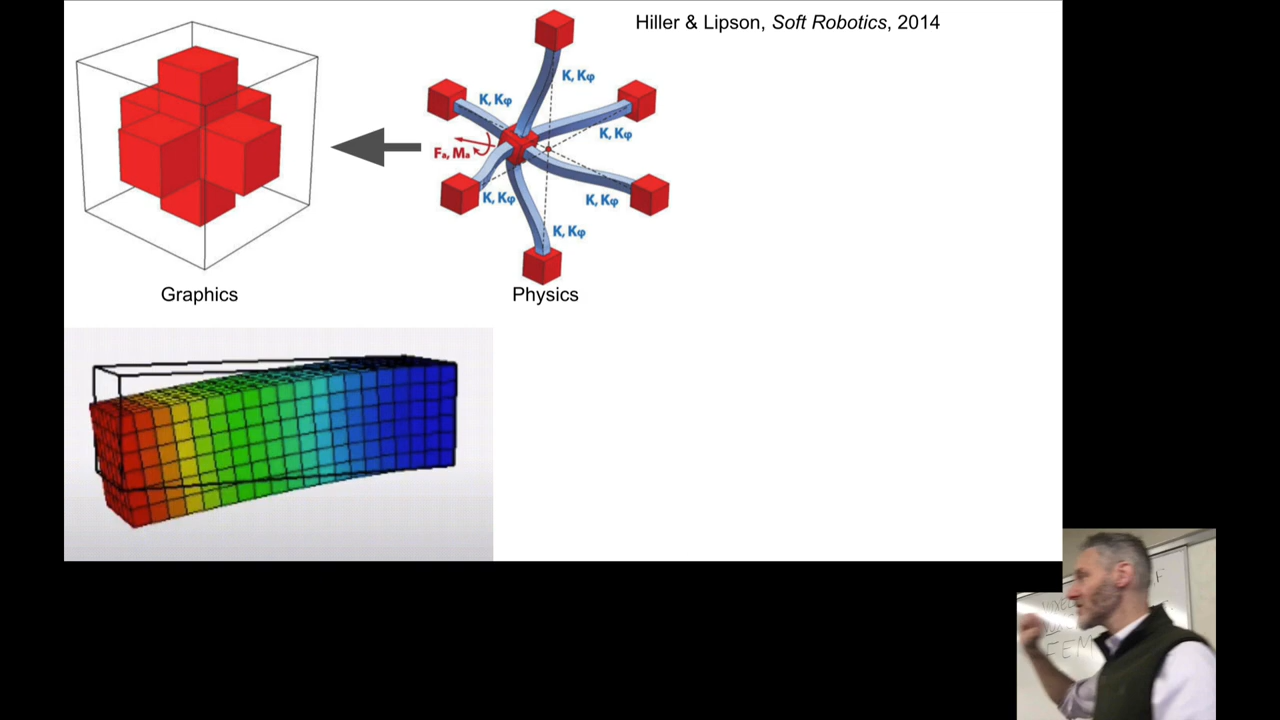 Hiller & Lipson, Soft Robotics, 2014
K, Kφ
K, Kφ
K, Kφ
Fₐ, Mₐ
K, Kφ
K, Kφ
K, Kφ
Graphics
Physics
FEM